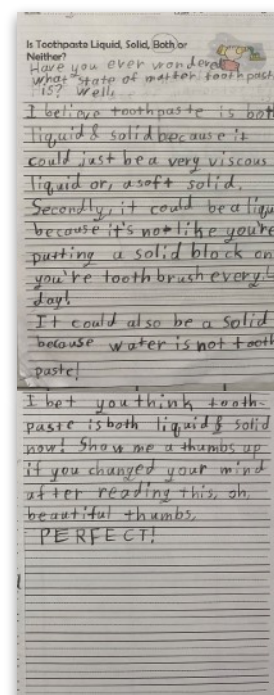 Is Toothpasta Liquid, Solid, Both or
Neither?
Have you ever wondered
what state of matter toothpast
is? Well,
I believe toothpaste is both
liquid & solid because it
could just be a very viscous
liquid or, a soft solid.
Secondly, it could be a liqu
because it's not like you're
putting a solid block on
you're toothbrush every
day!
It could also be a solid
because water is not tooth
paste!
I bet you think tooth-
paste is both liquid & solid
now! Show me a thumbs up
if you changed your mind
after reading this, oh,
beautiful thumbs,
PERFECT!